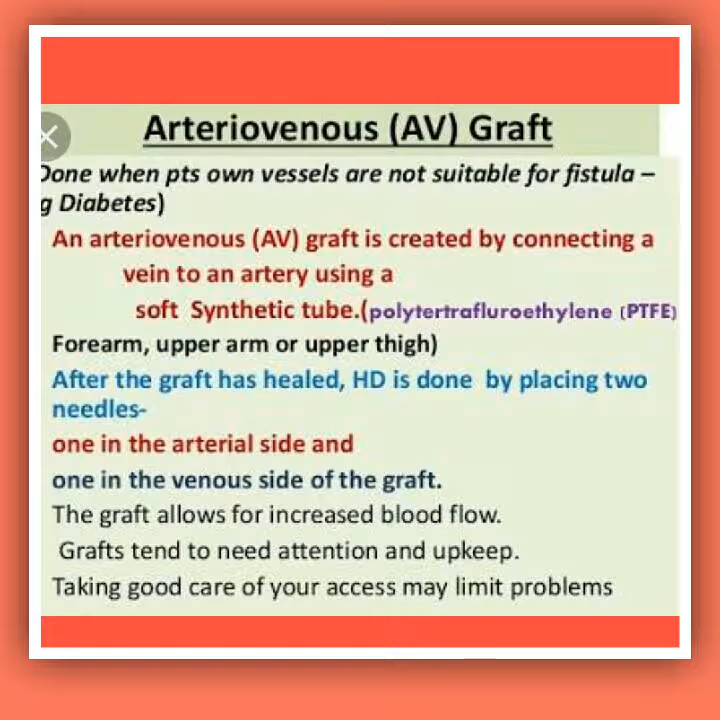 Arteriovenous (AV) Graft
Done when pts own vessels are not suitable for fistula –
g Diabetes)
An arteriovenous (AV) graft is created by connecting a
vein to an artery using a
soft Synthetic tube.(polytertrafluroethylene (PTFE)
Forearm, upper arm or upper thigh)
After the graft has healed, HD is done by placing two
needles-
one in the arterial side and
one in the venous side of the graft.
The graft allows for increased blood flow.
Grafts tend to need attention and upkeep.
Taking good care of your access may limit problems